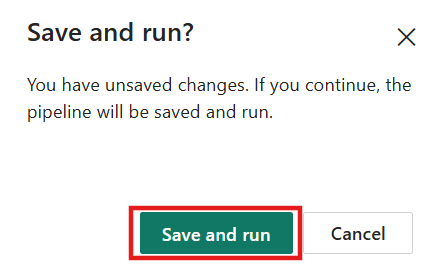 Save and run?
You have unsaved changes. If you continue, the
pipeline will be saved and run.
Save and run
Cancel